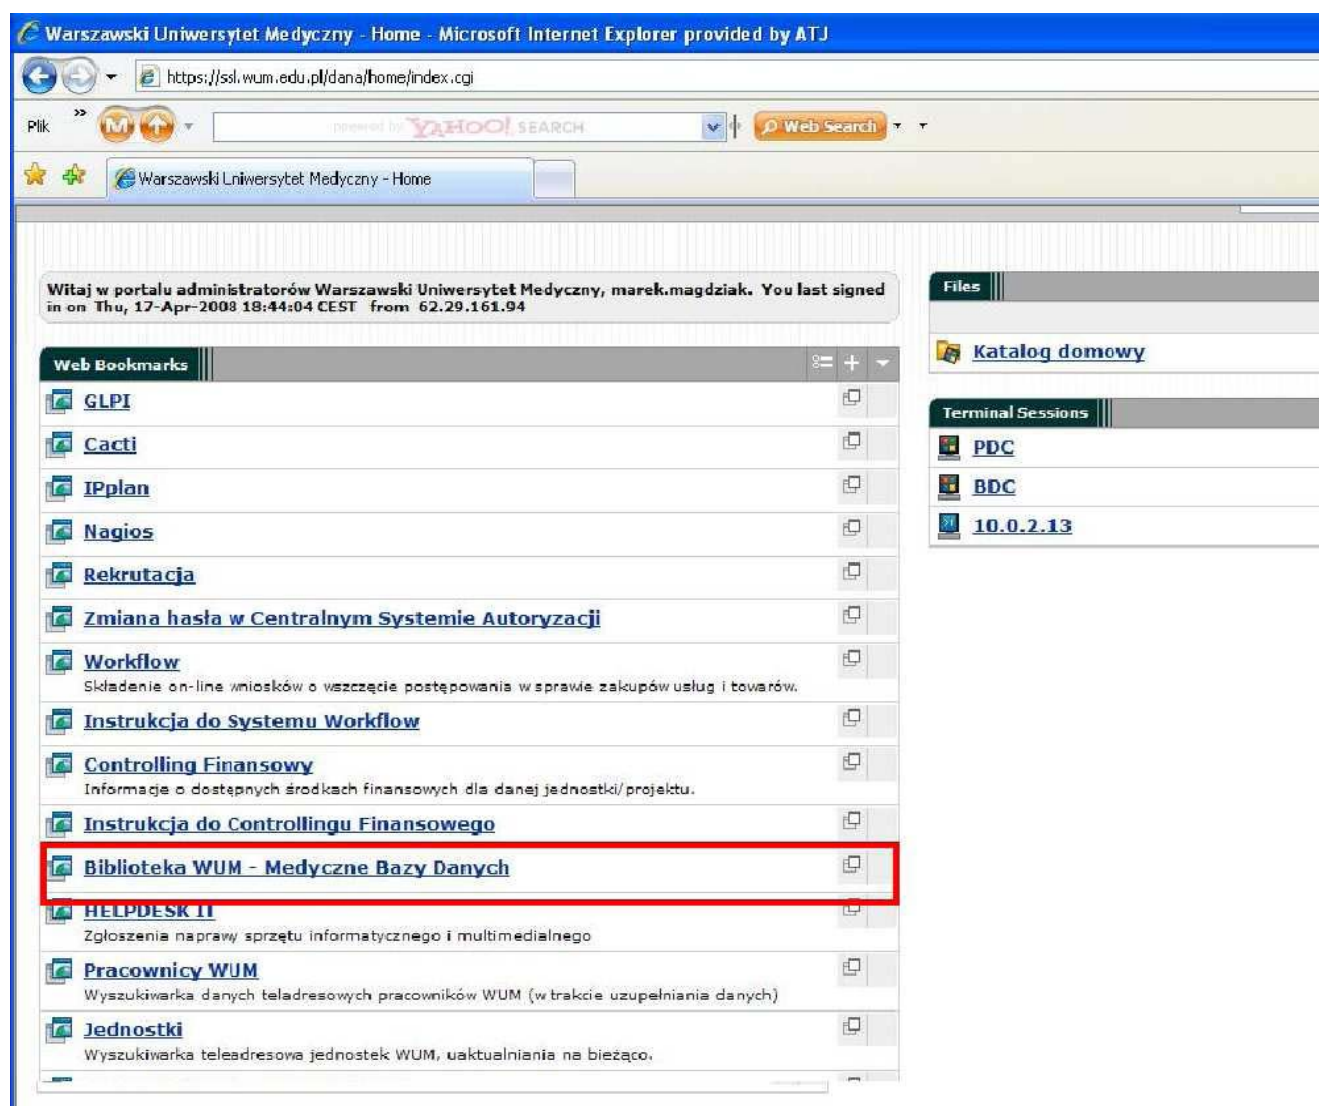 Warszawski Uniwersytet Medyczny - Home - Microsoft Internet Explorer provided by ATJ
https://ssl.wum.edu.pl/dana/home/index.cgi
Plik
powered by YAHOO! SEARCH
Web Search
Warszawski Uniwersytet Medyczny - Home
Witaj w portalu administratorów Warszawski Uniwersytet Medyczny, marek.magdziak. You last signed
in on Thu, 17-Apr-2008 18:44:04 CEST from 62.29.161.94
Web Bookmarks
GLPI
Cacti
IPplan
Nagios
Rekrutacja
Zmiana hasła w Centralnym Systemie Autoryzacji
Workflow
Składenie on-line wniosków o wszczęcie postępowania w sprawie zakupów usług i towarów.
Instrukcja do Systemu Workflow
Controlling Finansowy
Informacje o dostępnych środkach finansowych dla danej jednostki/projektu.
Instrukcja do Controllingu Finansowego
Biblioteka WUM - Medyczne Bazy Danych
HELPDESK IT
Zgłoszenia naprawy sprzętu informatycznego i multimedialnego
Pracownicy WUM
Wyszukiwarka danych teladresowych pracowników WUM (w trakcie uzupełniania danych)
Jednostki
Wyszukiwarka teleadresowa jednostek WUM, uaktualniania na bieżąco.
Files
Katalog domowy
Terminal Sessions
PDC
BDC
10.0.2.13